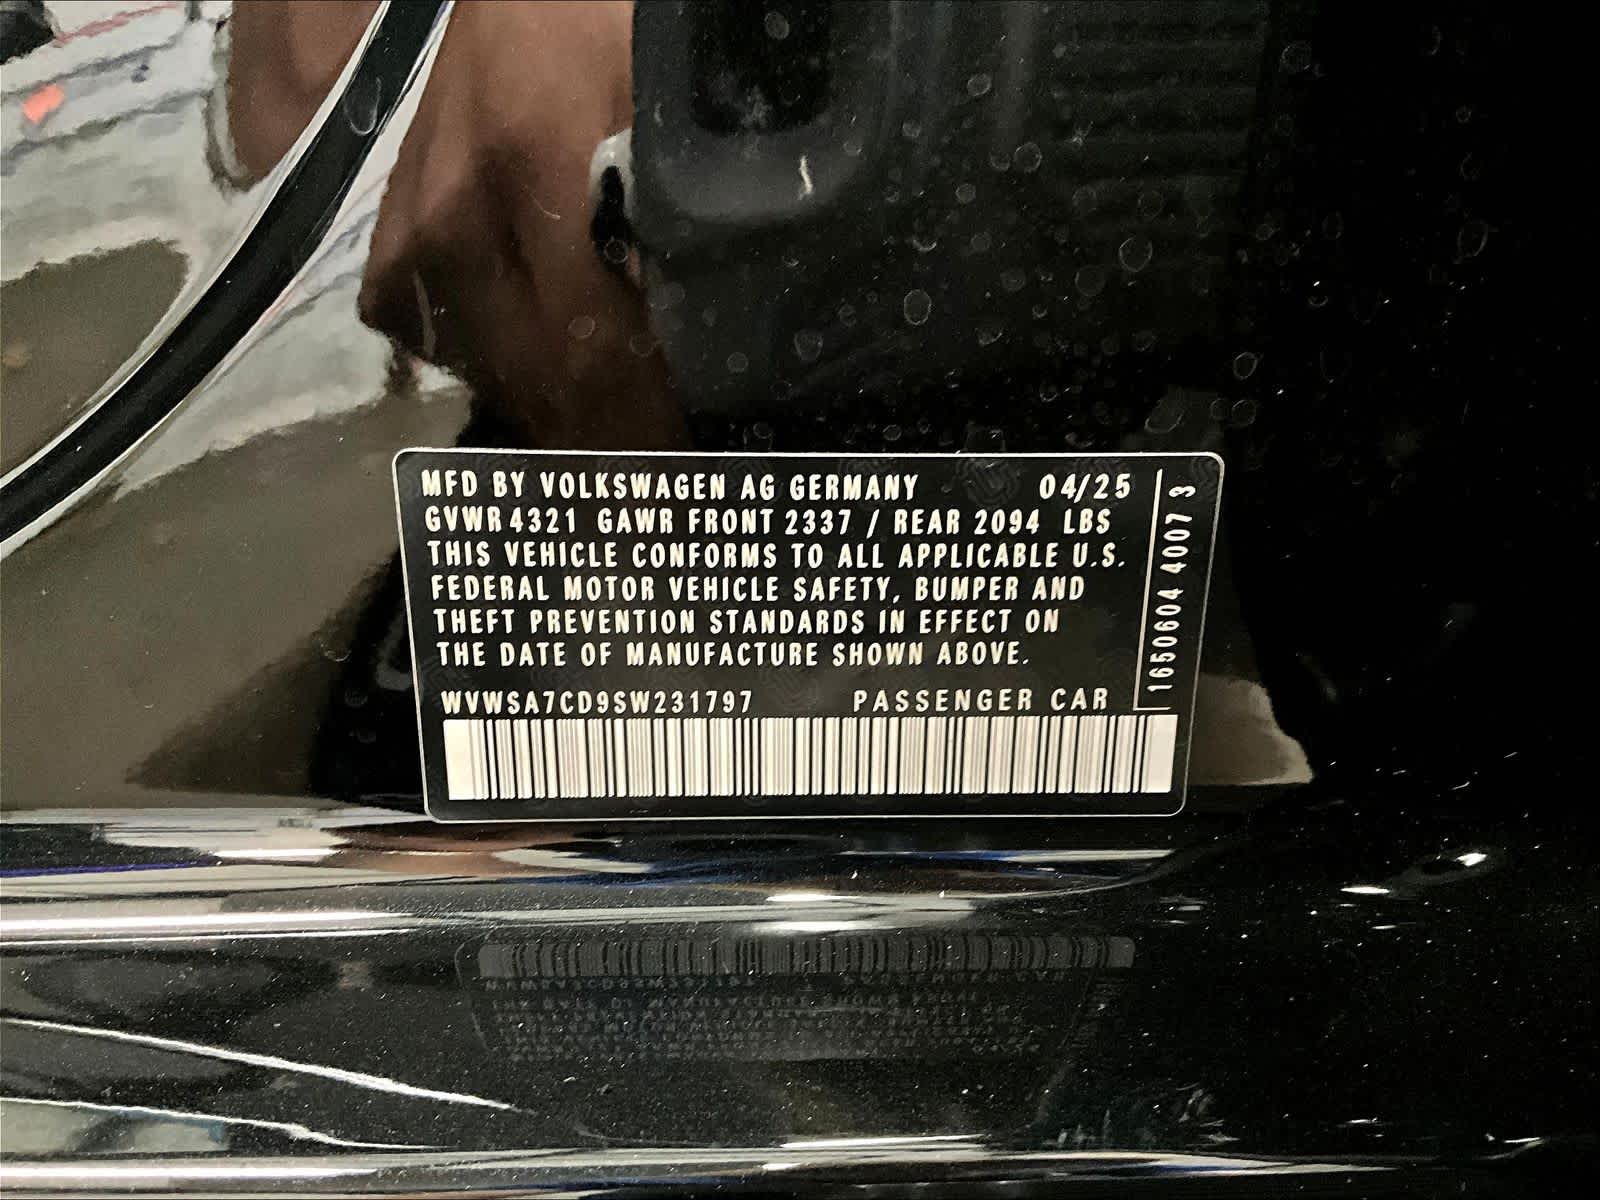 MFD BY VOLKSWAGEN AG GERMANY 04/25
GVWR 4321 GAWR FRONT 2337 / REAR 2094 LBS
THIS VEHICLE CONFORMS TO ALL APPLICABLE U.S.
FEDERAL MOTOR VEHICLE SAFETY, BUMPER AND
THEFT PREVENTION STANDARDS IN EFFECT ON
THE DATE OF MANUFACTURE SHOWN ABOVE.
WVWSA7CD9SW231797 PASSENGER CAR
1650604 4007 3